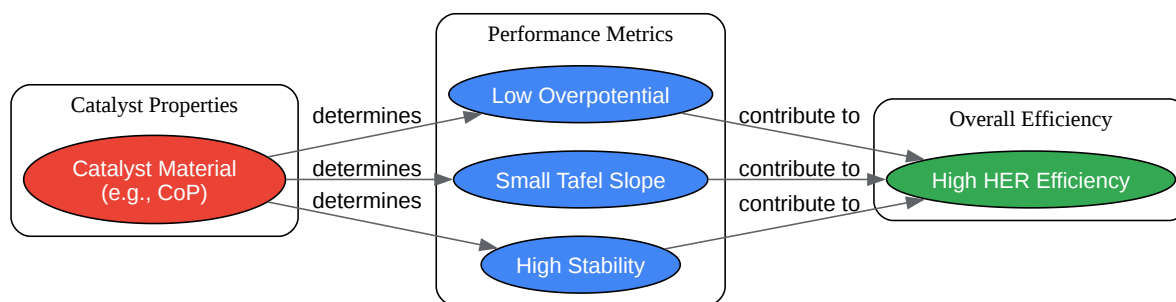 Performance Metrics
Catalyst Properties
Overall Efficiency
Catalyst Material
(e.g., CoP)
determines
determines
determines
Low Overpotential
Small Tafel Slope
High Stability
contribute to
contribute to
contribute to
High HER Efficiency